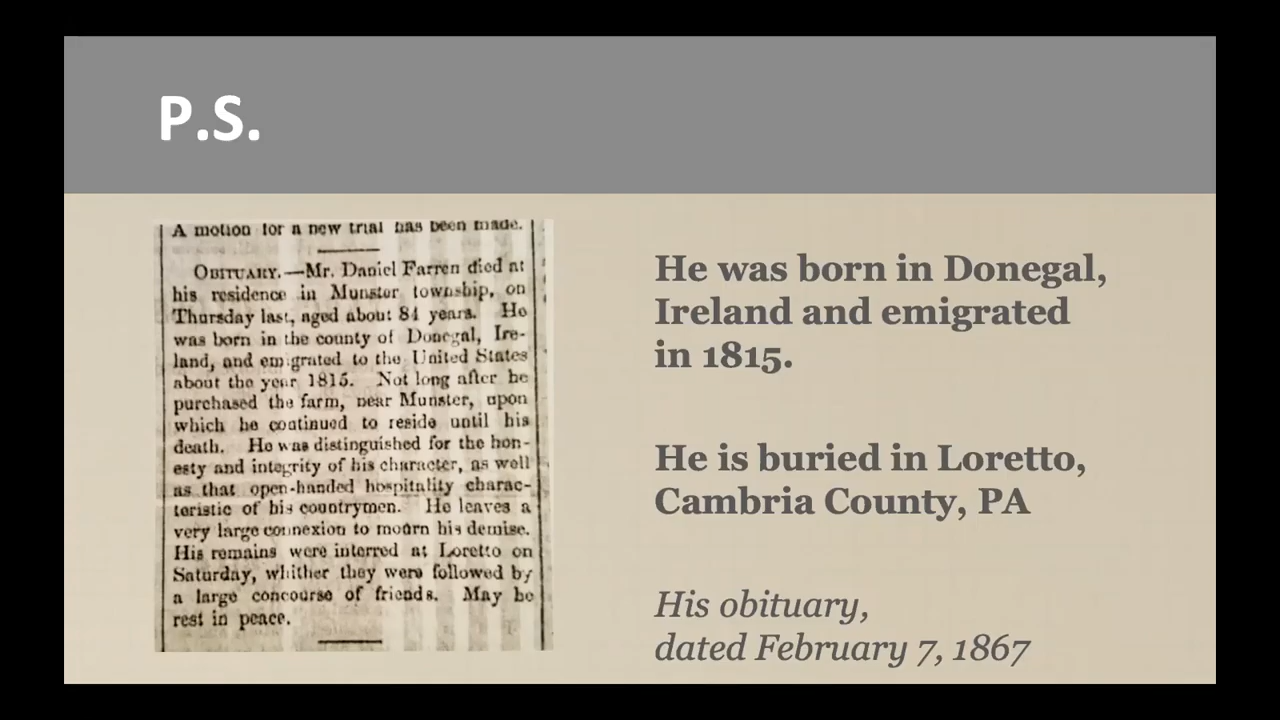 P.S.
A motion for a new trial has been made.
OBITUARY.—Mr. Daniel Farren died at
his residence in Munster township, on
Thursday last, aged about 84 years. He
was born in the county of Donegal, Ire-
land, and emigrated to the United States
about the year 1815. Not long after he
purchased the farm, near Munster, upon
which he continued to reside until his
death. He was distinguished for the hon-
esty and integrity of his character, as well
as that open-handed hospitality charac-
teristic of his countrymen. He leaves a
very large connexion to mourn his demise.
His remains were interred at Loretto on
Saturday, whither they were followed by
a large concourse of friends. May he
rest in peace.
He was born in Donegal,
Ireland and emigrated
in 1815.
He is buried in Loretto,
Cambria County, PA
His obituary,
dated February 7, 1867